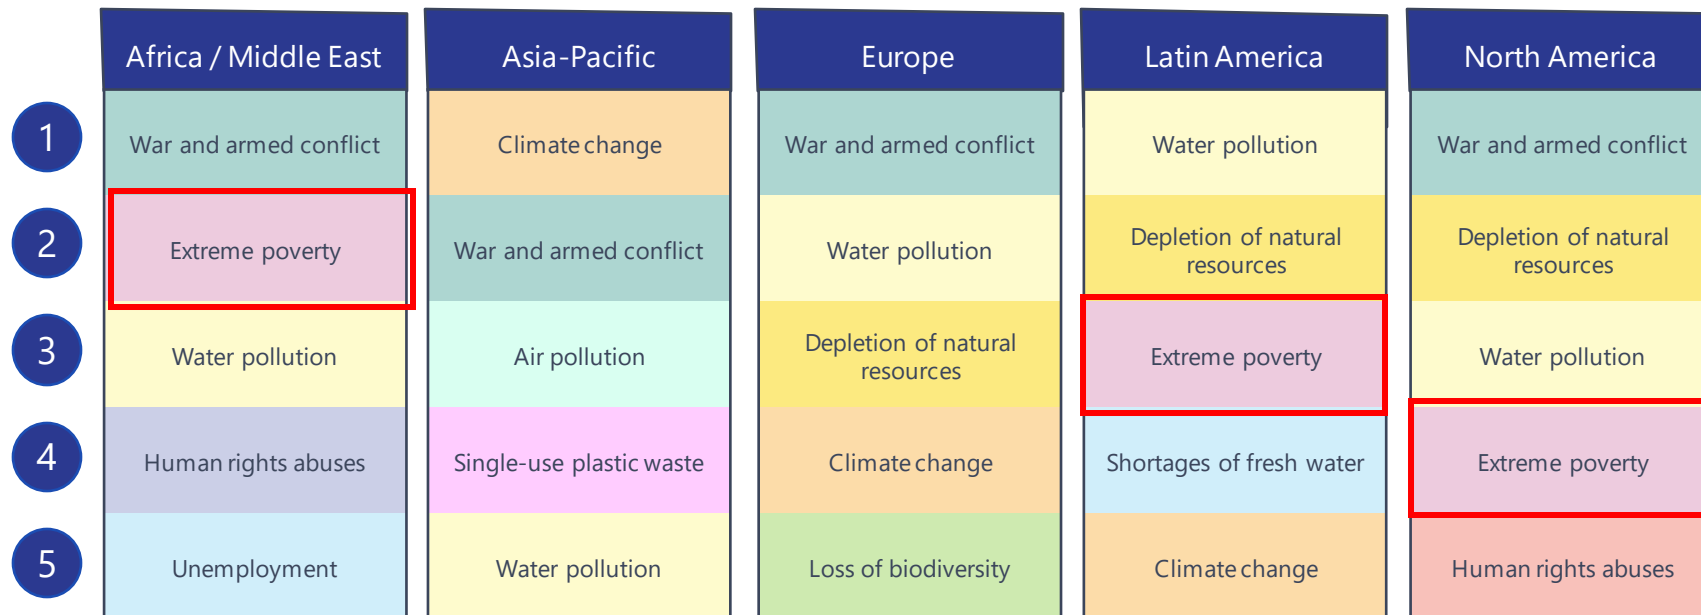 Africa / Middle East
Asia-Pacific
Europe
Latin America
North America
1
War and armed conflict
Climate change
War and armed conflict
Water pollution
War and armed conflict
2
Extreme poverty
War and armed conflict
Water pollution
Depletion of natural
resources
Depletion of natural
resources
3
Water pollution
Air pollution
Depletion of natural
resources
Extreme poverty
Water pollution
4
Human rights abuses
Single-use plastic waste
Climate change
Shortages of fresh water
Extreme poverty
5
Unemployment
Water pollution
Loss of biodiversity
Climate change
Human rights abuses